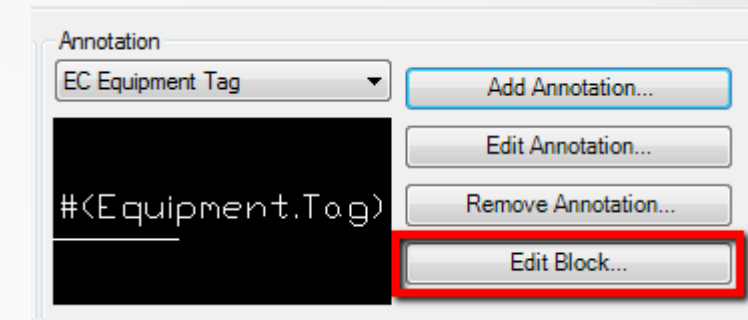 Annotation
EC Equipment Tag
Add Annotation...
Edit Annotation...
#(Equipment.Tag)
Remove Annotation...
Edit Block...